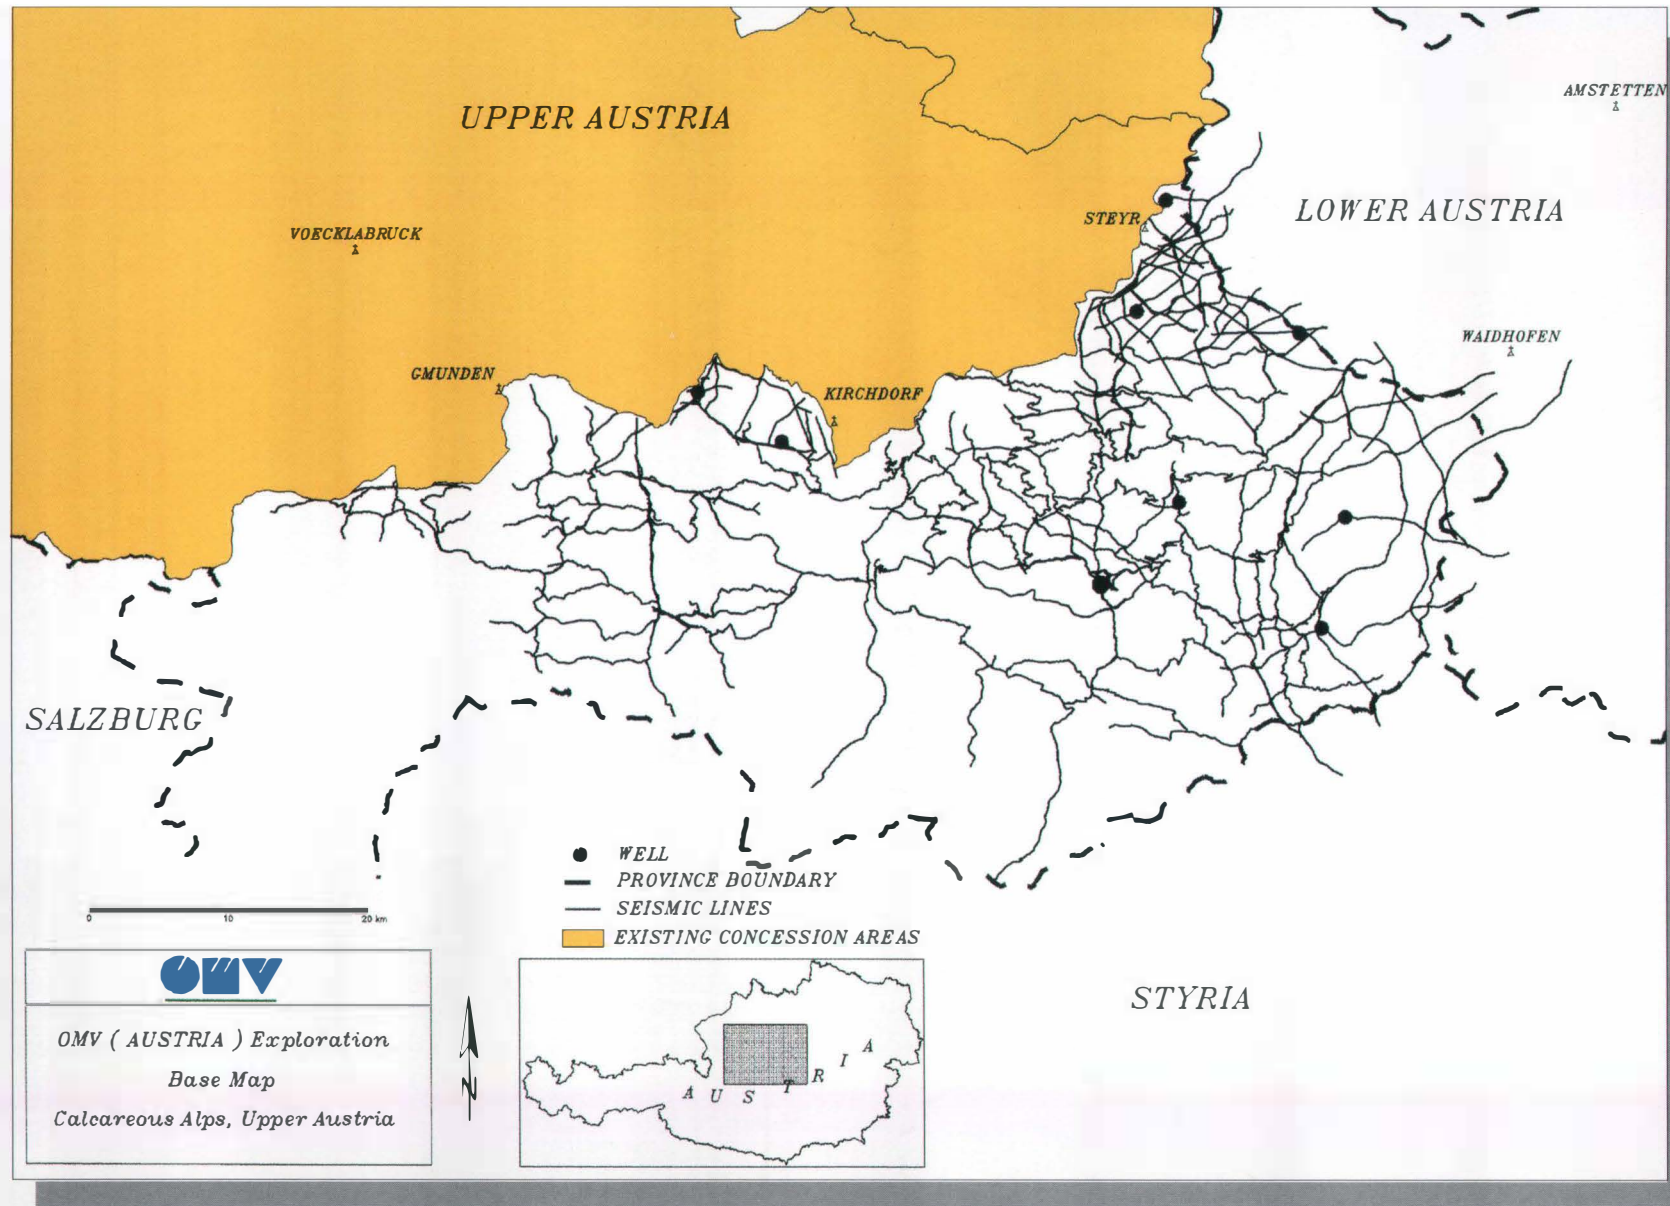 UPPER AUSTRIA
AMSTETTEN
LOWER AUSTRIA
STEYR
VOECKLABRUCK
WAIDHOFEN
GMUNDEN
KIRCHDORF
SALZBURG
WELL
PROVINCE BOUNDARY
SEISMIC LINES
EXISTING CONCESSION AREAS
0 10 20 km
OMV
OMV ( AUSTRIA ) Exploration
Base Map
Calcareous Alps, Upper Austria
N
A U S T R I A
STYRIA